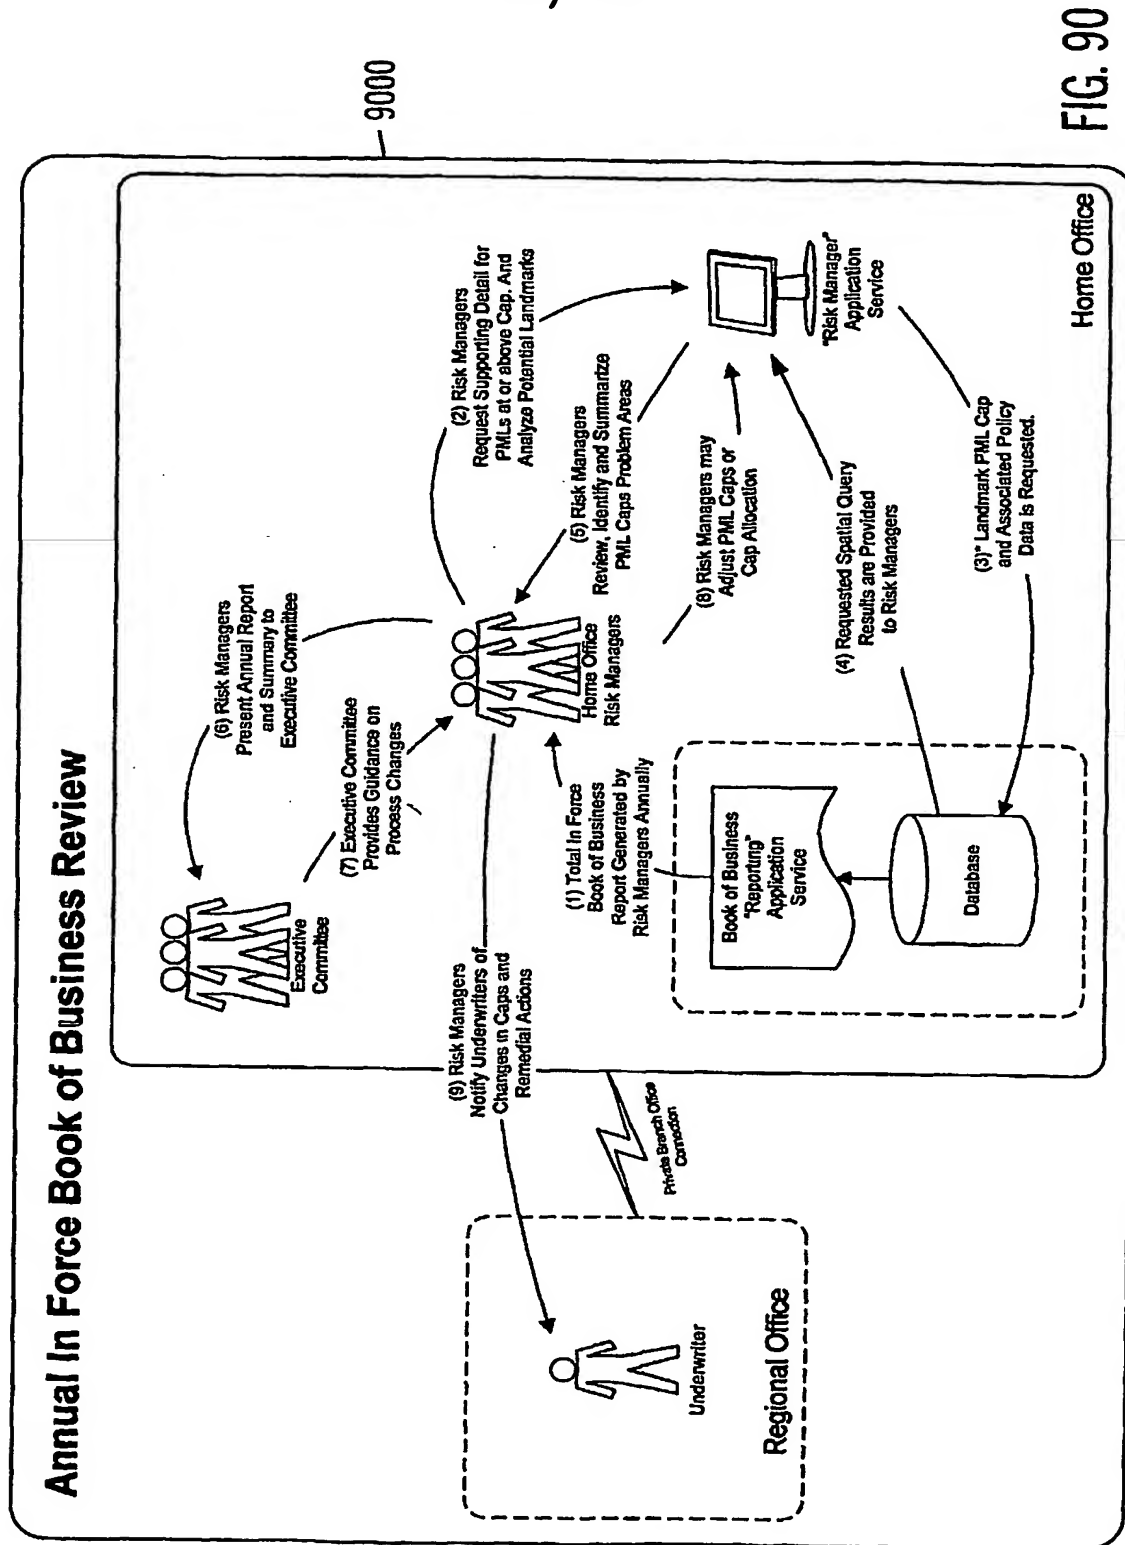 Annual In Force Book of Business Review
9000
(6) Risk Managers
Present Annual Report
and Summary to
Executive Committee
(7) Executive Committee
Provides Guidance on
Process Changes
Executive
Committee
(2) Risk Managers
Request Supporting Detail for
PMLs at or above Cap. And
Analyze Potential Landmarks
(5) Risk Managers
Review, Identify and Summarize
PML Caps Problem Areas
Home Office
Risk Managers
(8) Risk Managers may
Adjust PML Caps or
Cap Allocation
"Risk Manager"
Application
Service
(9) Risk Managers
Notify Underwriters of
Changes in Caps and
Remedial Actions
(1) Total In Force
Book of Business
Report Generated by
Risk Managers Annually
(4) Requested Spatial Query
Results are Provided
to Risk Managers
(3)* Landmark PML Cap
and Associated Policy
Data is Requested.
Book of Business
"Reporting"
Application
Service
Database
Private Branch Office
Connection
Underwriter
Regional Office
Home Office
FIG. 90